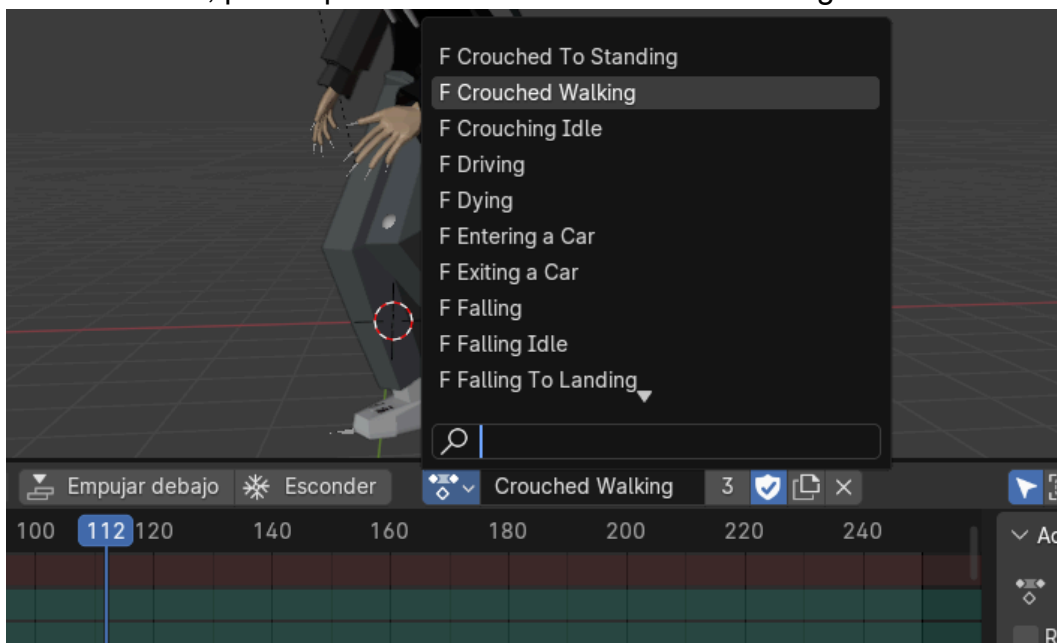 F Crouched To Standing
F Crouched Walking
F Crouching Idle
F Driving
F Dying
F Entering a Car
F Exiting a Car
F Falling
F Falling Idle
F Falling To Landing
Empujar debajo Esconder Crouched Walking 3
100 112 120 140 160 180 200 220 240